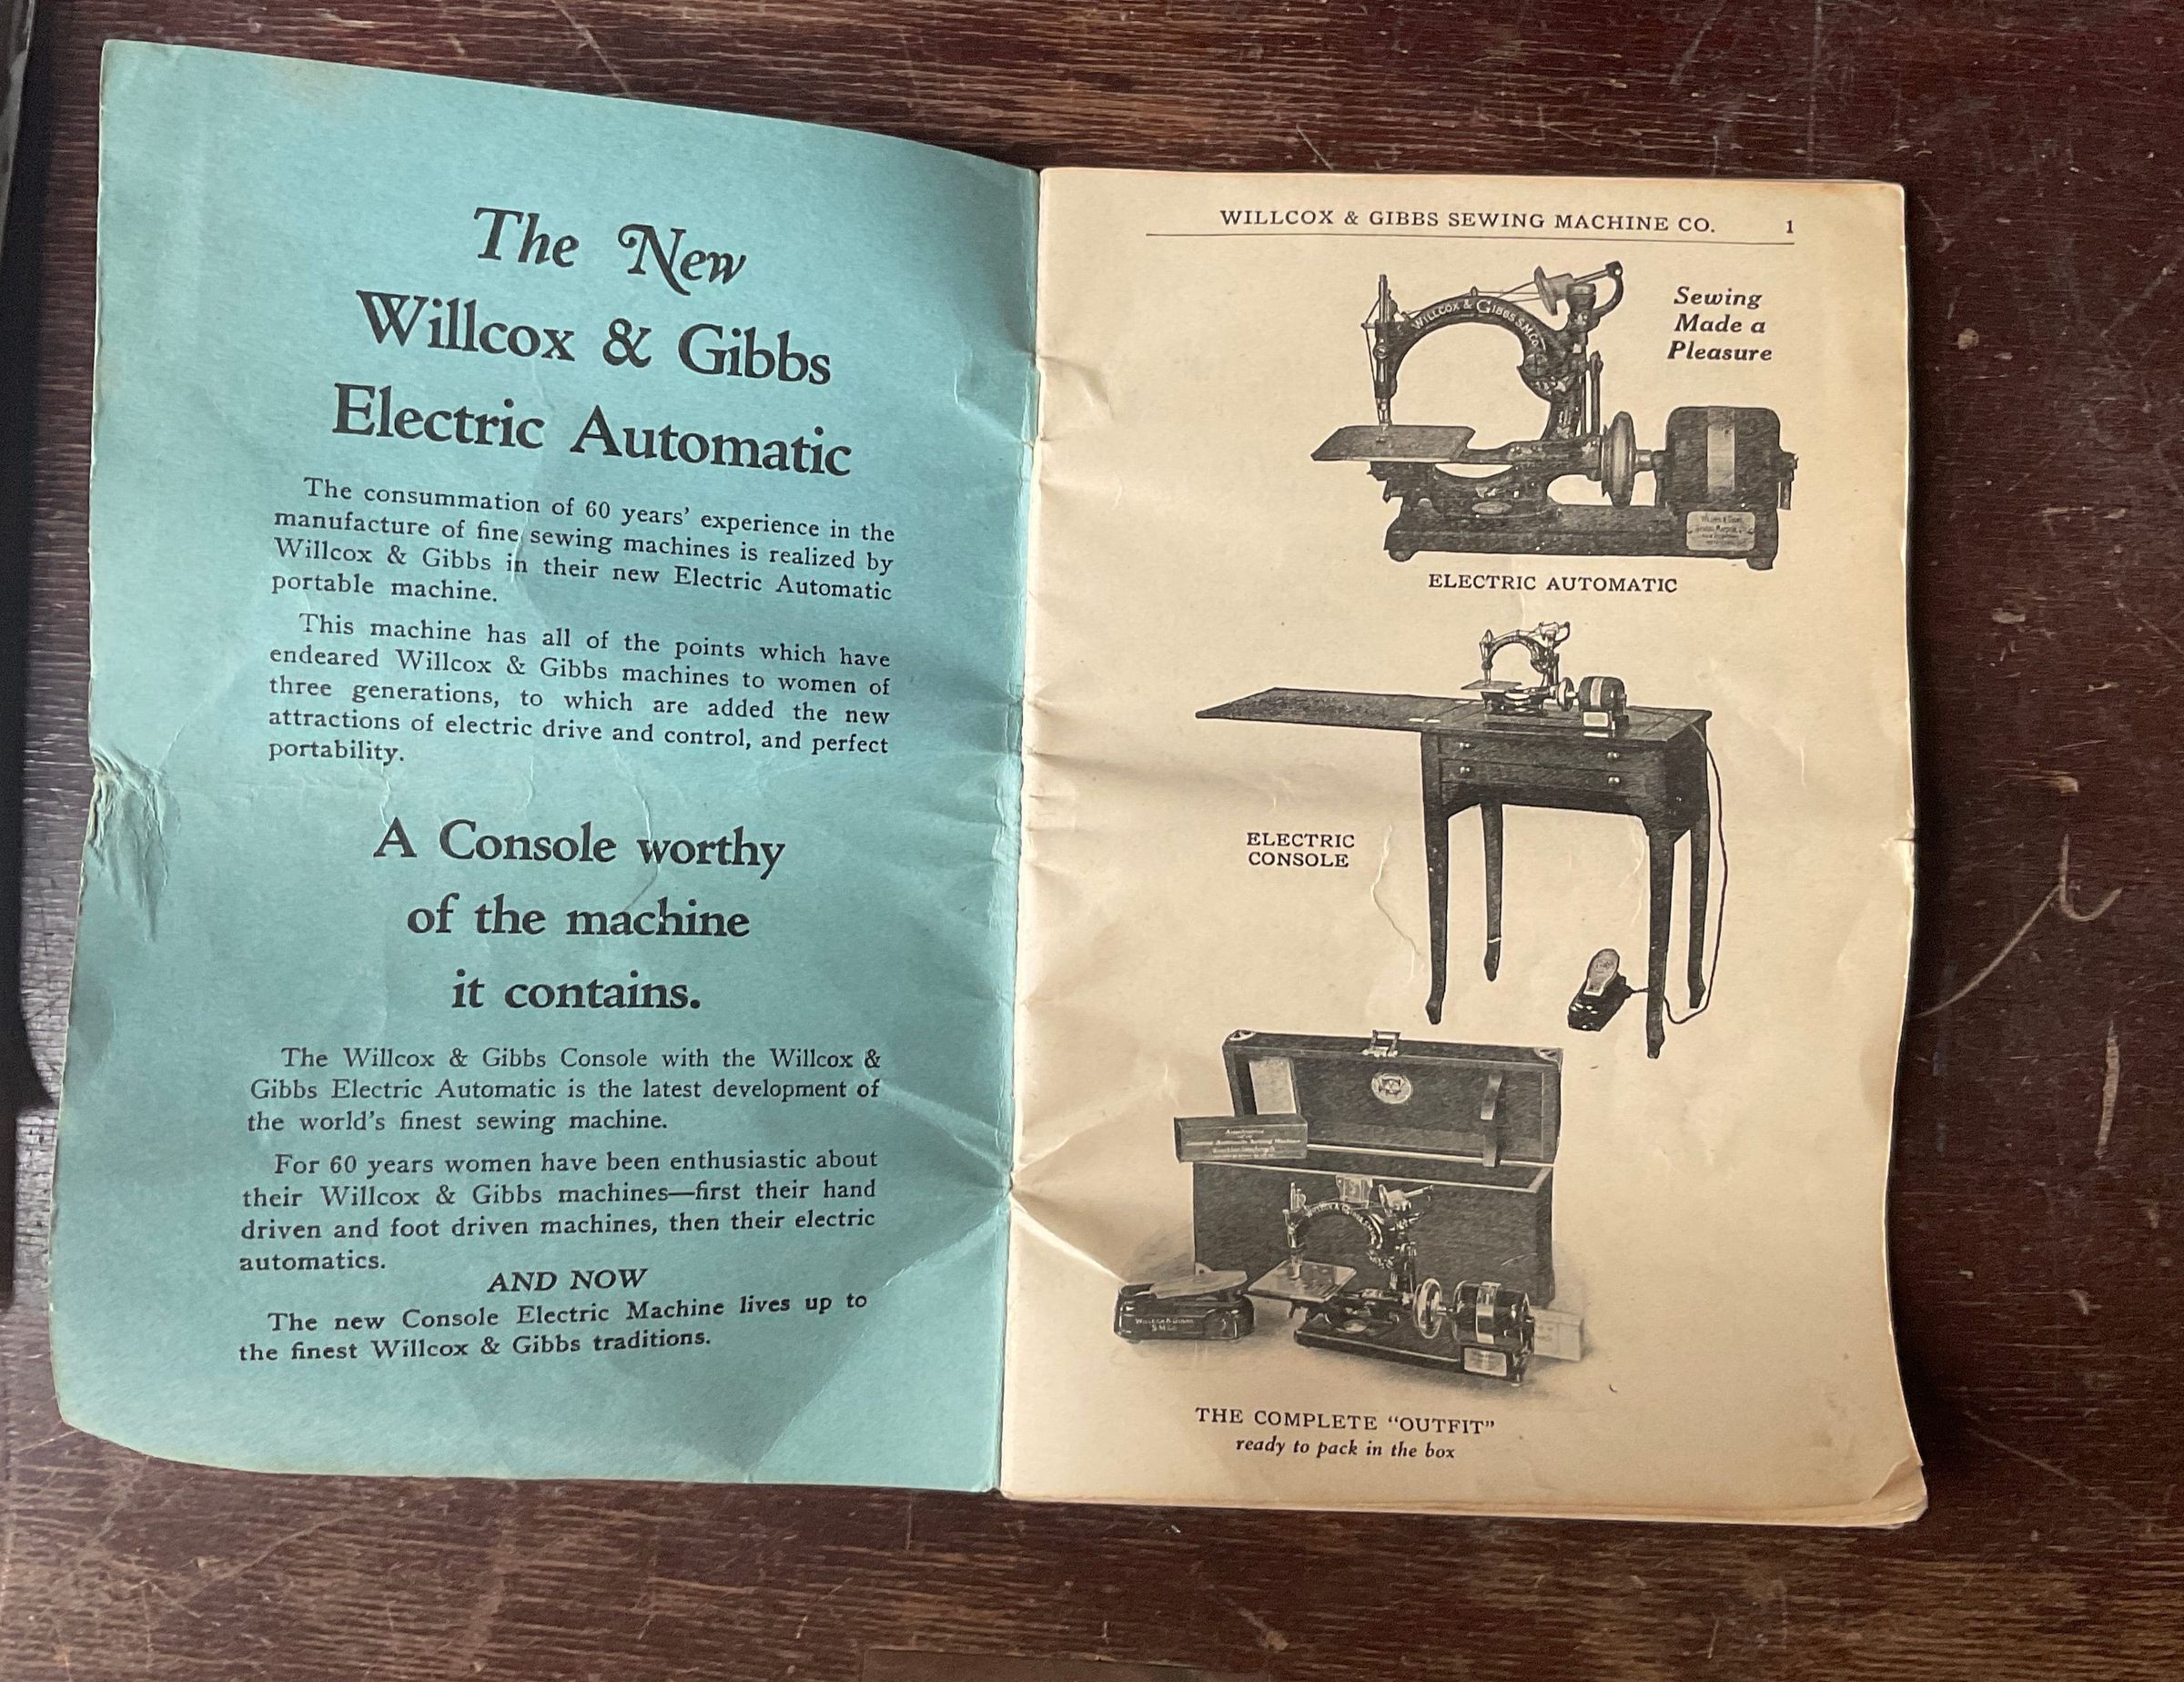 The New
Willcox & Gibbs
Electric Automatic
The consummation of 60 years' experience in the
manufacture of fine sewing machines is realized by
Willcox & Gibbs in their new Electric Automatic
portable machine.
This machine has all of the points which have
endeared Willcox & Gibbs machines to women of
three generations, to which are added the new
attractions of electric drive and control, and perfect
portability.
A Console worthy
of the machine
it contains.
The Willcox & Gibbs Console with the Willcox &
Gibbs Electric Automatic is the latest development of
the world's finest sewing machine.
For 60 years women have been enthusiastic about
their Willcox & Gibbs machines—first their hand
driven and foot driven machines, then their electric
automatics.
AND NOW
The new Console Electric Machine lives up to
the finest Willcox & Gibbs traditions.
WILLCOX & GIBBS SEWING MACHINE CO. 1
WILLCOX & GIBBS S.M.CO.
Sewing
Made a
Pleasure
ELECTRIC AUTOMATIC
ELECTRIC
CONSOLE
WILLCOX & GIBBS
S.M.CO.
THE COMPLETE "OUTFIT"
ready to pack in the box